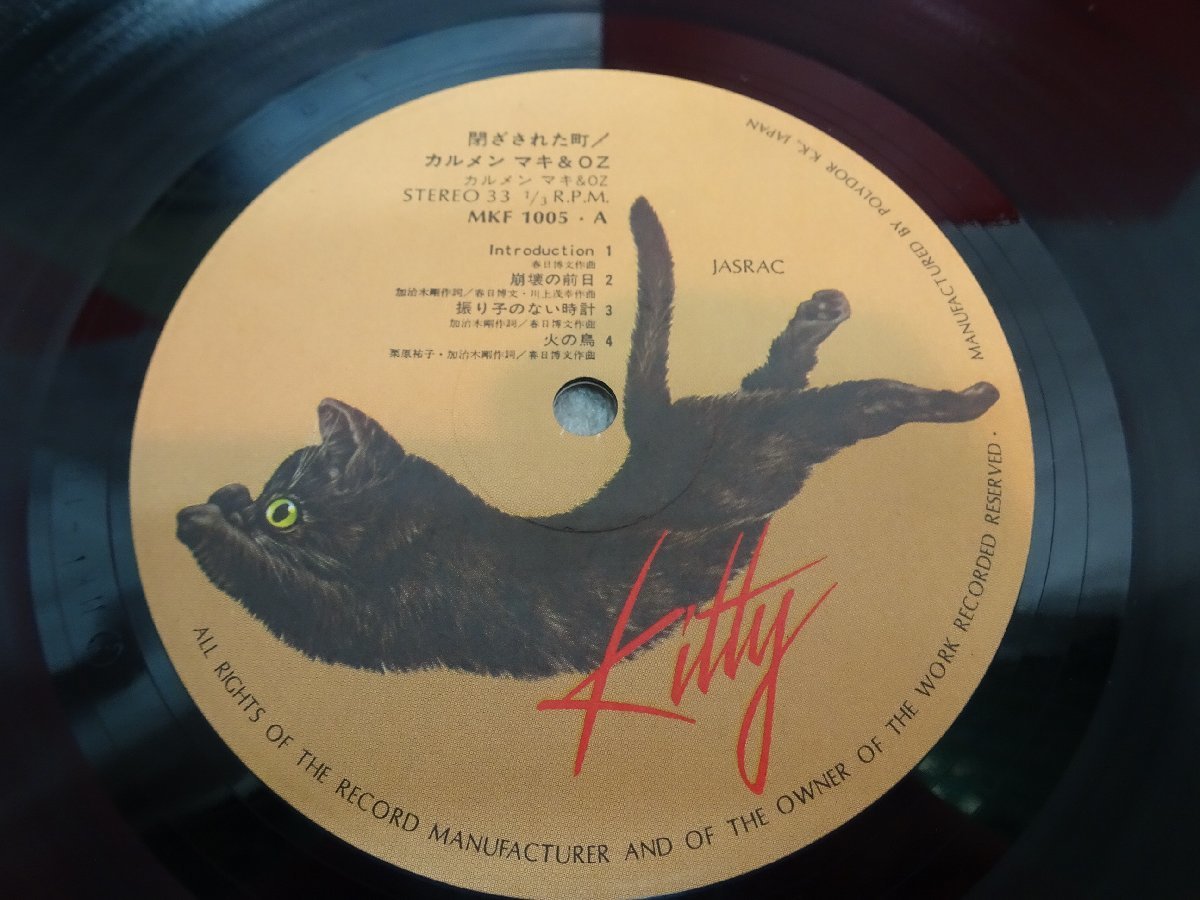 閉ざされた町/
カルメン マキ&OZ
カルメン マキ&OZ
STEREO 33 1/3 R.P.M.
MKF 1005・A
Introduction 1
春日博文作曲
崩壊の前日 2
加治木剛作詞/春日博文・川上茂幸作曲
振り子のない時計 3
加治木剛作詞/春日博文作曲
火の鳥 4
栗原祐子・加治木剛作詞/春日博文作曲
JASRAC
Kitty
MANUFACTURED BY POLYDOR K.K. JAPAN
ALL RIGHTS OF THE RECORD MANUFACTURER AND OF THE OWNER OF THE WORK RECORDED RESERVED・